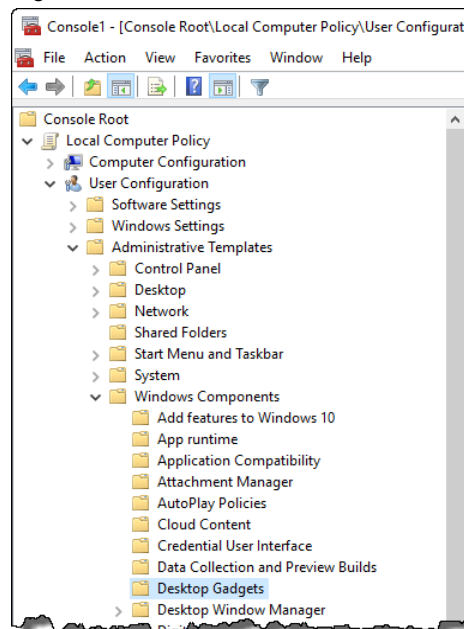 Console1 - [Console Root\Local Computer Policy\User Configurat
File Action View Favorites Window Help
Console Root
Local Computer Policy
Computer Configuration
User Configuration
Software Settings
Windows Settings
Administrative Templates
Control Panel
Desktop
Network
Shared Folders
Start Menu and Taskbar
System
Windows Components
Add features to Windows 10
App runtime
Application Compatibility
Attachment Manager
AutoPlay Policies
Cloud Content
Credential User Interface
Data Collection and Preview Builds
Desktop Gadgets
Desktop Window Manager